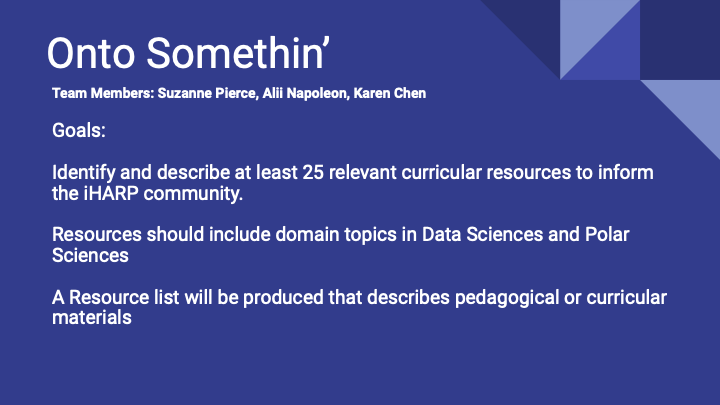 Onto Somethin’
Team Members: Suzanne Pierce, Alii Napoleon, Karen Chen
Goals:
Identify and describe at least 25 relevant curricular resources to inform
the iHARP community.
Resources should include domain topics in Data Sciences and Polar
Sciences
A Resource list will be produced that describes pedagogical or curricular
materials